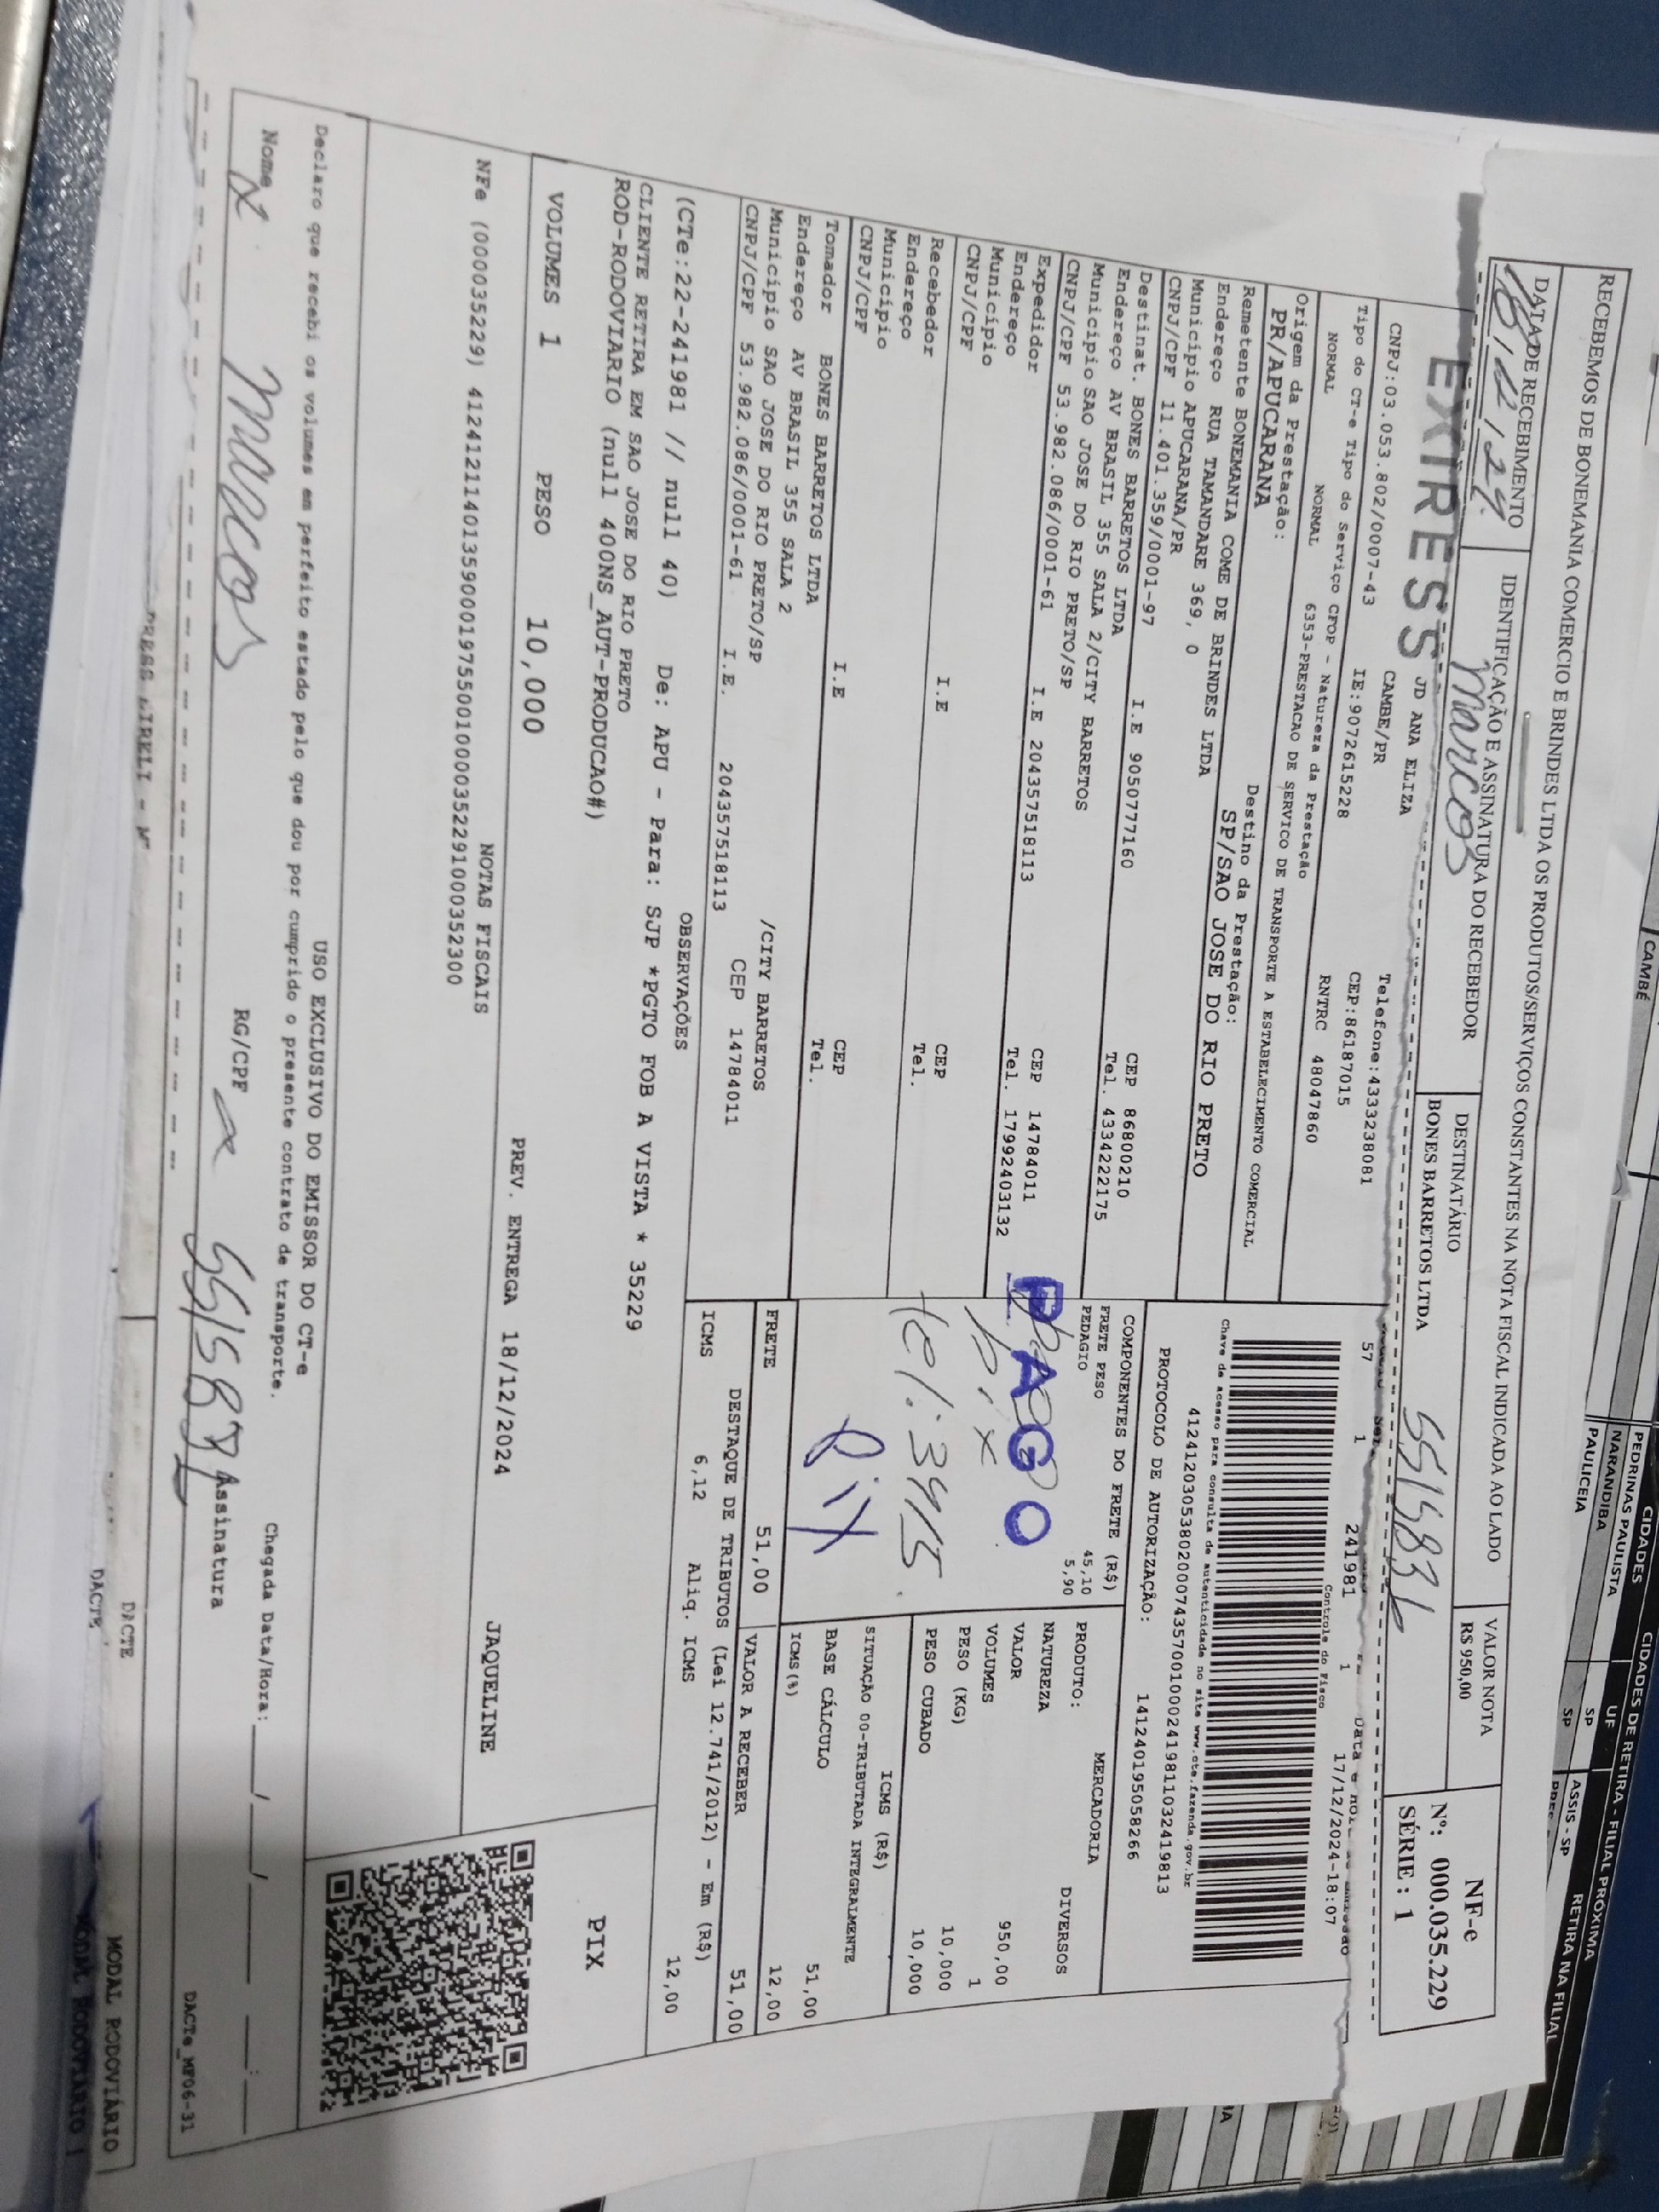 RECEBEMOS DE BONEMANIA COMERCIO E BRINDES LTDA OS PRODUTOS/SERVIÇOS CONSTANTES NA NOTA FISCAL INDICADA AO LADO
DATA DE RECEBIMENTO
18/12/24
IDENTIFICAÇÃO E ASSINATURA DO RECEBEDOR
Marcos
DESTINATÁRIO
BONES BARRETOS LTDA
VALOR NOTA
R$ 950,00
NF-e
Nº: 000.035.229
SÉRIE : 1
JD ANA ELIZA
CNPJ:03.053.802/0007-43 CAMBE/PR Telefone:4333238081
IE:9072615228 CEP:86187015
Tipo do CT-e Tipo do Serviço CFOP - Natureza da Prestação RNTRC 48047860
NORMAL NORMAL 6353-PRESTACAO DE SERVICO DE TRANSPORTE A ESTABELECIMENTO COMERCIAL
57 1 241981 1 17/12/2024-18:07
Controle do Fisco
Chave de acesso para consulta de autenticidade no site www.cte.fazenda.gov.br
41241203053802000743570010002419811032419813
PROTOCOLO DE AUTORIZAÇÃO: 141240195058266
Origem da Prestação: Destino da Prestação:
PR/APUCARANA SP/SAO JOSE DO RIO PRETO
Remetente BONEMANIA COME DE BRINDES LTDA
Endereço RUA TAMANDARE 369, 0
Município APUCARANA/PR CEP 86800210
CNPJ/CPF 11.401.359/0001-97 I.E 9050777160 Tel. 4334222175
Destinat. BONES BARRETOS LTDA
Endereço AV BRASIL 355 SALA 2/CITY BARRETOS
Município SAO JOSE DO RIO PRETO/SP CEP 14784011
CNPJ/CPF 53.982.086/0001-61 I.E 204357518113 Tel. 17992403132
Expedidor
Endereço
Município CEP
CNPJ/CPF I.E Tel.
Recebedor
Endereço
Município CEP
CNPJ/CPF I.E Tel.
Tomador BONES BARRETOS LTDA
Endereço AV BRASIL 355 SALA 2 /CITY BARRETOS
Município SAO JOSE DO RIO PRETO/SP CEP 14784011
CNPJ/CPF 53.982.086/0001-61 I.E. 204357518113
COMPONENTES DO FRETE (R$)
FRETE PESO 45,10
PEDAGIO 5,90
PAGO
pix
tel: 3415
Pix
FRETE 51,00
MERCADORIA
PRODUTO: DIVERSOS
NATUREZA
VALOR 950,00
VOLUMES 1
PESO (KG) 10,000
PESO CUBADO 10,000
ICMS (R$)
SITUAÇÃO 00-TRIBUTADA INTEGRALMENTE
BASE CÁLCULO 51,00
ICMS(%) 12,00
VALOR A RECEBER 51,00
DESTAQUE DE TRIBUTOS (Lei 12.741/2012) - Em (R$)
ICMS 6,12 Aliq. ICMS 12,00
OBSERVAÇÕES
(CTe:22-241981 // null 40) De: APU - Para: SJP *PGTO FOB A VISTA * 35229
CLIENTE RETIRA EM SAO JOSE DO RIO PRETO
ROD-RODOVIARIO (null 400NS_AUT-PRODUCAO#)
PIX
VOLUMES 1 PESO 10,000 PREV. ENTREGA 18/12/2024 JAQUELINE
NOTAS FISCAIS
NFe (000035229) 41241211401359000197550010000352291000352300
USO EXCLUSIVO DO EMISSOR DO CT-e
Declaro que recebi os volumes em perfeito estado pelo que dou por cumprido o presente contrato de transporte.
Chegada Data/Hora:
Nome Marcos RG/CPF Assinatura
DACTe_MF06-31
DACTE
MODAL RODOVIÁRIO
DACTE
CAMBÉ
CIDADES DE RETIRA - FILIAL PRÓXIMA
CIDADES UF RETIRA NA FILIAL
PEDRINAS PAULISTA
NARANDIBA SP ASSIS - SP
PAULICEIA SP